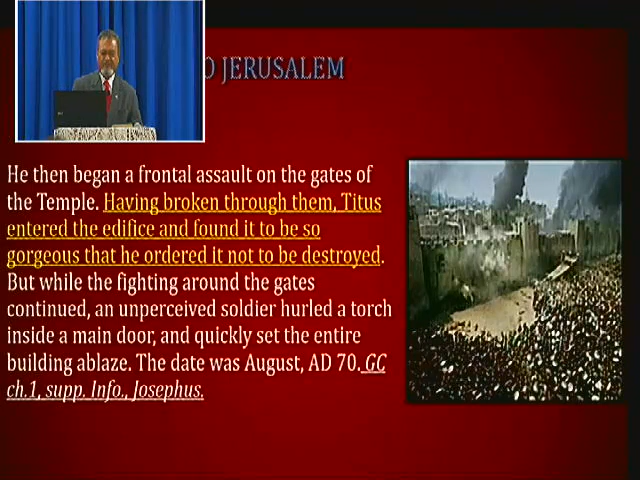 O JERUSALEM
He then began a frontal assault on the gates of
the Temple. Having broken through them, Titus
entered the edifice and found it to be so
gorgeous that he ordered it not to be destroyed.
But while the fighting around the gates
continued, an unperceived soldier hurled a torch
inside a main door, and quickly set the entire
building ablaze. The date was August, AD 70. GC
ch.1, supp. Info., Josephus.